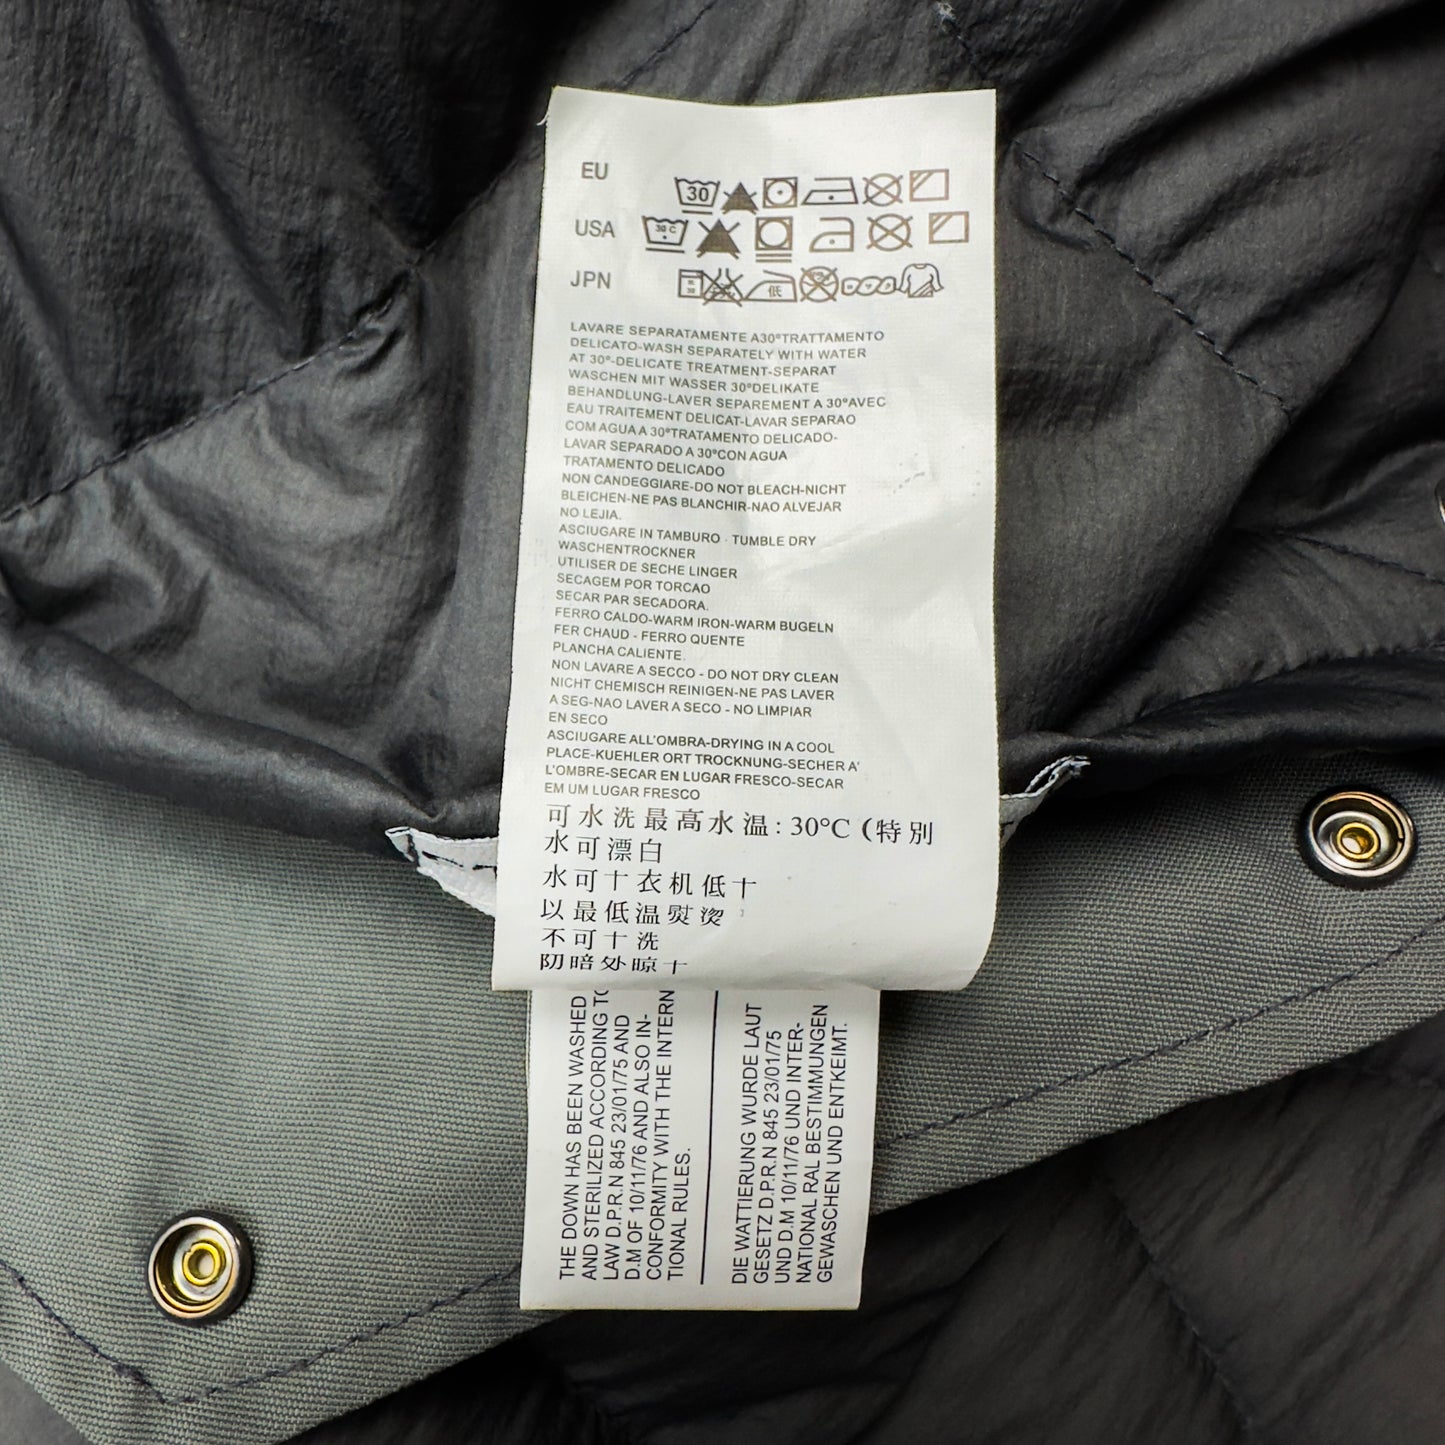 EU
30
USA
30 C
JPN
低
LAVARE SEPARATAMENTE A30°TRATTAMENTO
DELICATO-WASH SEPARATELY WITH WATER
AT 30°-DELICATE TREATMENT-SEPARAT
WASCHEN MIT WASSER 30°DELIKATE
BEHANDLUNG-LAVER SEPAREMENT A 30°AVEC
EAU TRAITEMENT DELICAT-LAVAR SEPARAO
COM AGUA A 30°TRATAMENTO DELICADO-
LAVAR SEPARADO A 30°CON AGUA
TRATAMENTO DELICADO
NON CANDEGGIARE-DO NOT BLEACH-NICHT
BLEICHEN-NE PAS BLANCHIR-NAO ALVEJAR
NO LEJIA.
ASCIUGARE IN TAMBURO - TUMBLE DRY
WASCHENTROCKNER
UTILISER DE SECHE LINGER
SECAGEM POR TORCAO
SECAR PAR SECADORA.
FERRO CALDO-WARM IRON-WARM BUGELN
FER CHAUD - FERRO QUENTE
PLANCHA CALIENTE.
NON LAVARE A SECCO - DO NOT DRY CLEAN
NICHT CHEMISCH REINIGEN-NE PAS LAVER
A SEG-NAO LAVER A SECO - NO LIMPIAR
EN SECO
ASCIUGARE ALL'OMBRA-DRYING IN A COOL
PLACE-KUEHLER ORT TROCKNUNG-SECHER A'
L'OMBRE-SECAR EN LUGAR FRESCO-SECAR
EM UM LUGAR FRESCO
可水洗最高水温:30°C (特別
水可漂白
水可十衣机低十
以最低温熨烫
不可十洗
阴暗处晾十
THE DOWN HAS BEEN WASHED
AND STERILIZED ACCORDING TO
LAW D.P.R.N 845 23/01/75 AND
D.M OF 10/11/76 AND ALSO IN-
CONFORMITY WITH THE INTERN
TIONAL RULES.
DIE WATTIERUNG WURDE LAUT
GESETZ D.P.R.N 845 23/01/75
UND D.M 10/11/76 UND INTER-
NATIONAL RAL BESTIMMUNGEN
GEWASCHEN UND ENTKEIMT.